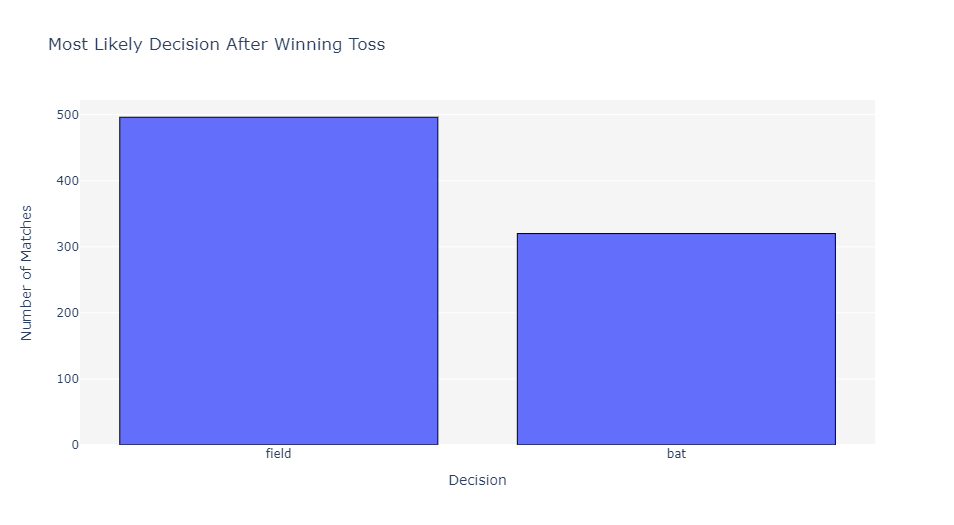 Most Likely Decision After Winning Toss
Number of Matches
500
400
300
200
100
0
field
bat
Decision